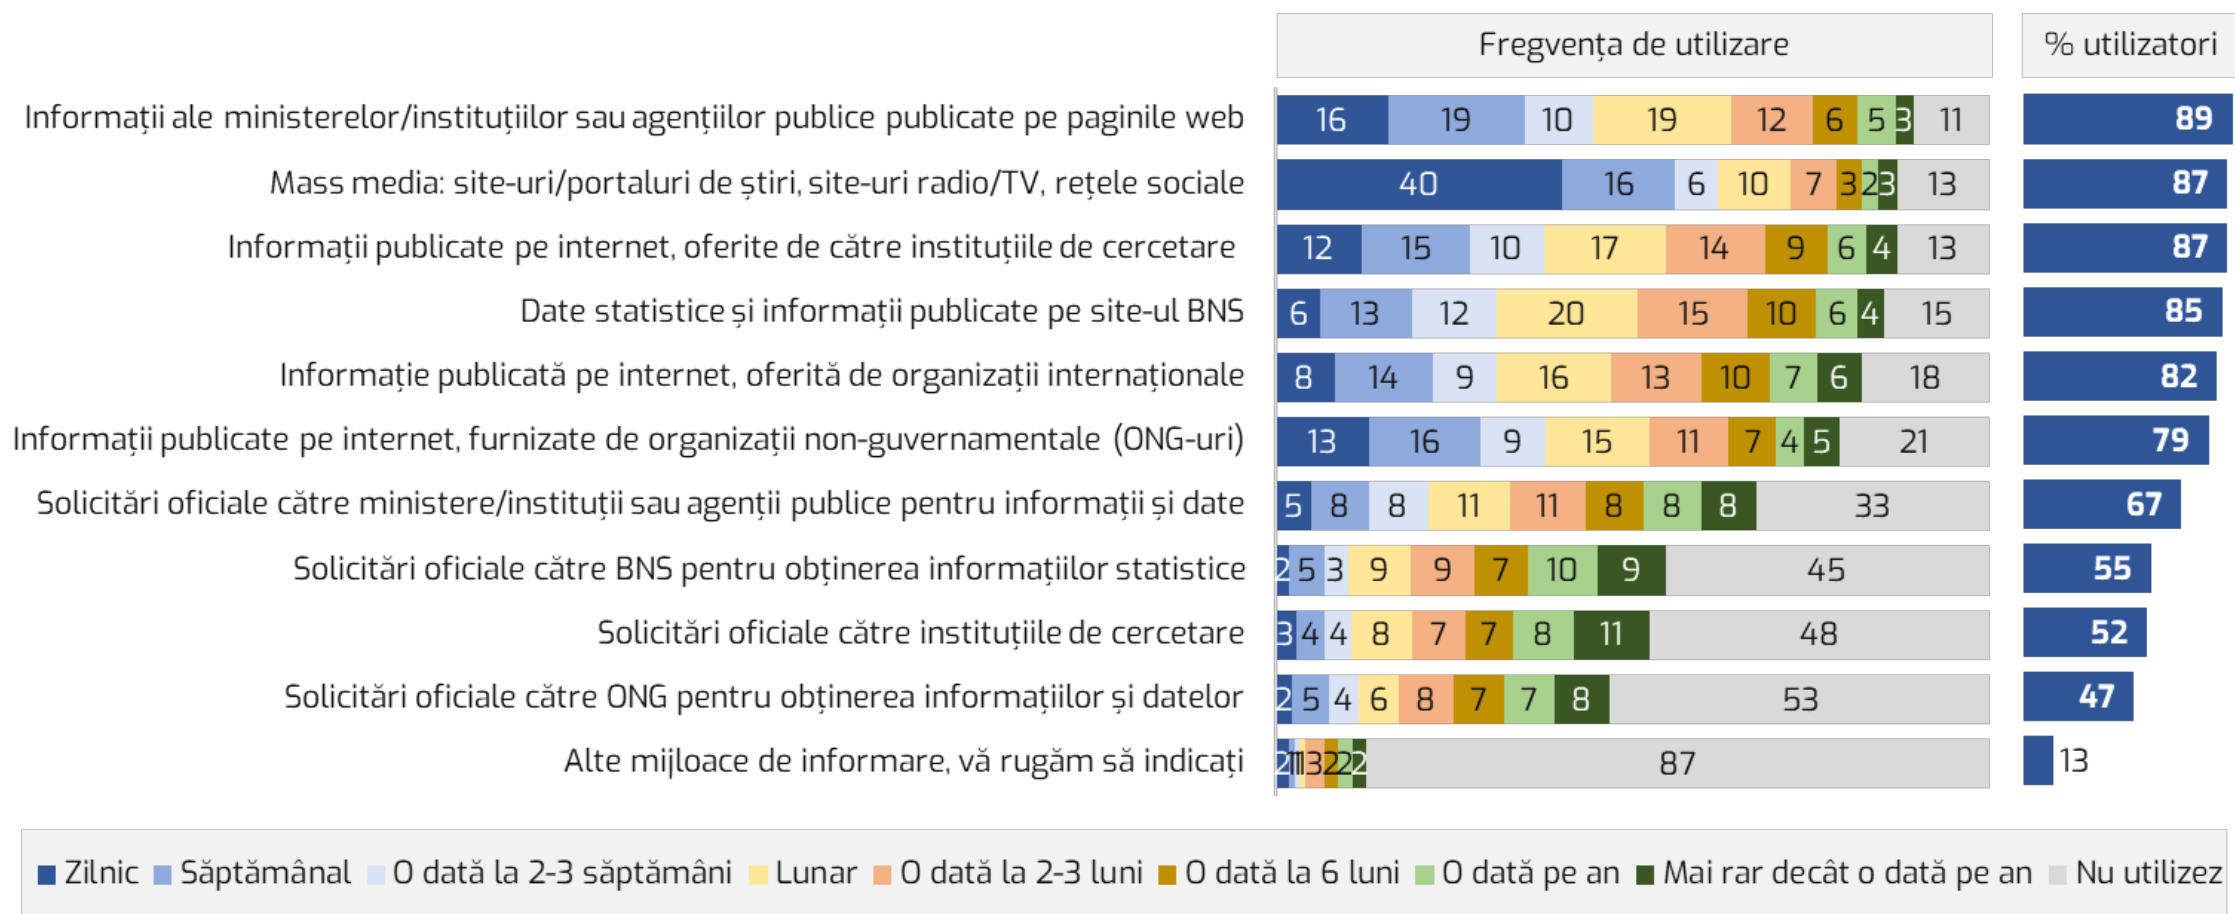 Fregvența de utilizare % utilizatori
Informații ale ministerelor/instituțiilor sau agențiilor publice publicate pe paginile web 16 19 10 19 12 6 5 3 11 89
Mass media: site-uri/portaluri de știri, site-uri radio/TV, rețele sociale 40 16 6 10 7 3 2 3 13 87
Informații publicate pe internet, oferite de către instituțiile de cercetare 12 15 10 17 14 9 6 4 13 87
Date statistice și informații publicate pe site-ul BNS 6 13 12 20 15 10 6 4 15 85
Informație publicată pe internet, oferită de organizații internaționale 8 14 9 16 13 10 7 6 18 82
Informații publicate pe internet, furnizate de organizații non-guvernamentale (ONG-uri) 13 16 9 15 11 7 4 5 21 79
Solicitări oficiale către ministere/instituții sau agenții publice pentru informații și date 5 8 8 11 11 8 8 8 33 67
Solicitări oficiale către BNS pentru obținerea informațiilor statistice 2 5 3 9 9 7 10 9 45 55
Solicitări oficiale către instituțiile de cercetare 3 4 4 8 7 7 8 11 48 52
Solicitări oficiale către ONG pentru obținerea informațiilor și datelor 2 5 4 6 8 7 7 8 53 47
Alte mijloace de informare, vă rugăm să indicați 2 1 1 1 3 2 2 2 87 13
Zilnic Săptămânal O dată la 2-3 săptămâni Lunar O dată la 2-3 luni O dată la 6 luni O dată pe an Mai rar decât o dată pe an Nu utilizez